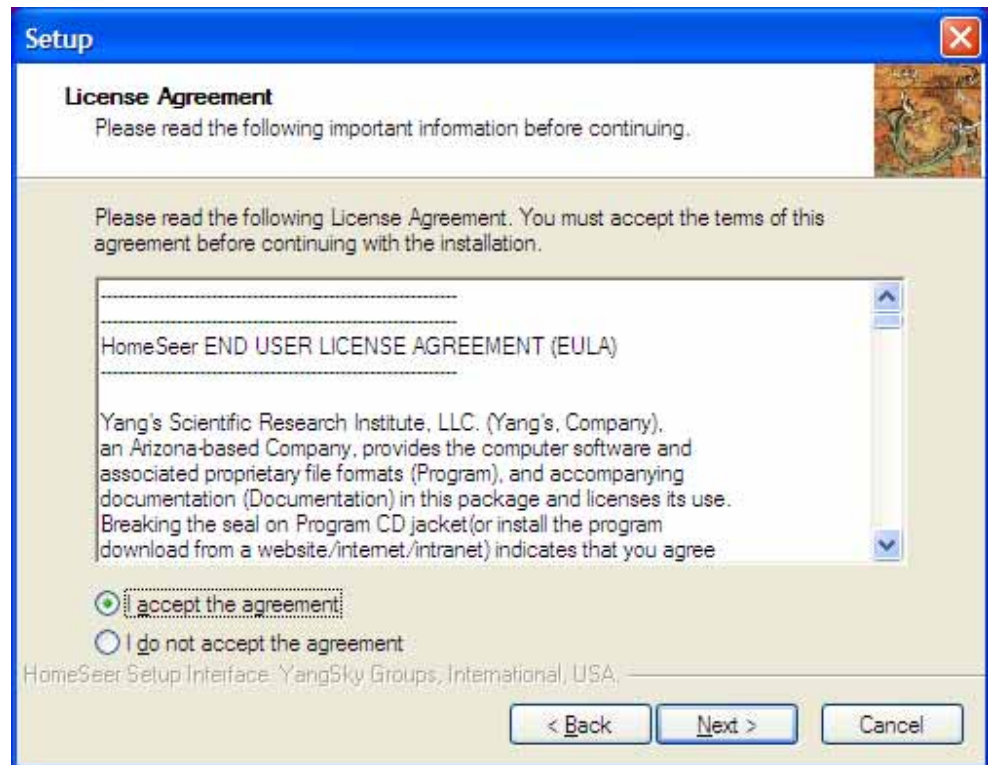 Setup
License Agreement
Please read the following important information before continuing.
Please read the following License Agreement. You must accept the terms of this
agreement before continuing with the installation.
------------------------------------------------------------
------------------------------------------------------------
HomeSeer END USER LICENSE AGREEMENT (EULA)
------------------------------------------------------------
Yang's Scientific Research Institute, LLC. (Yang's, Company),
an Arizona-based Company, provides the computer software and
associated proprietary file formats (Program), and accompanying
documentation (Documentation) in this package and licenses its use.
Breaking the seal on Program CD jacket(or install the program
download from a website/internet/intranet) indicates that you agree
I accept the agreement
I do not accept the agreement
HomeSeer Setup Interface. YangSky Groups, International, USA.
< Back
Next >
Cancel